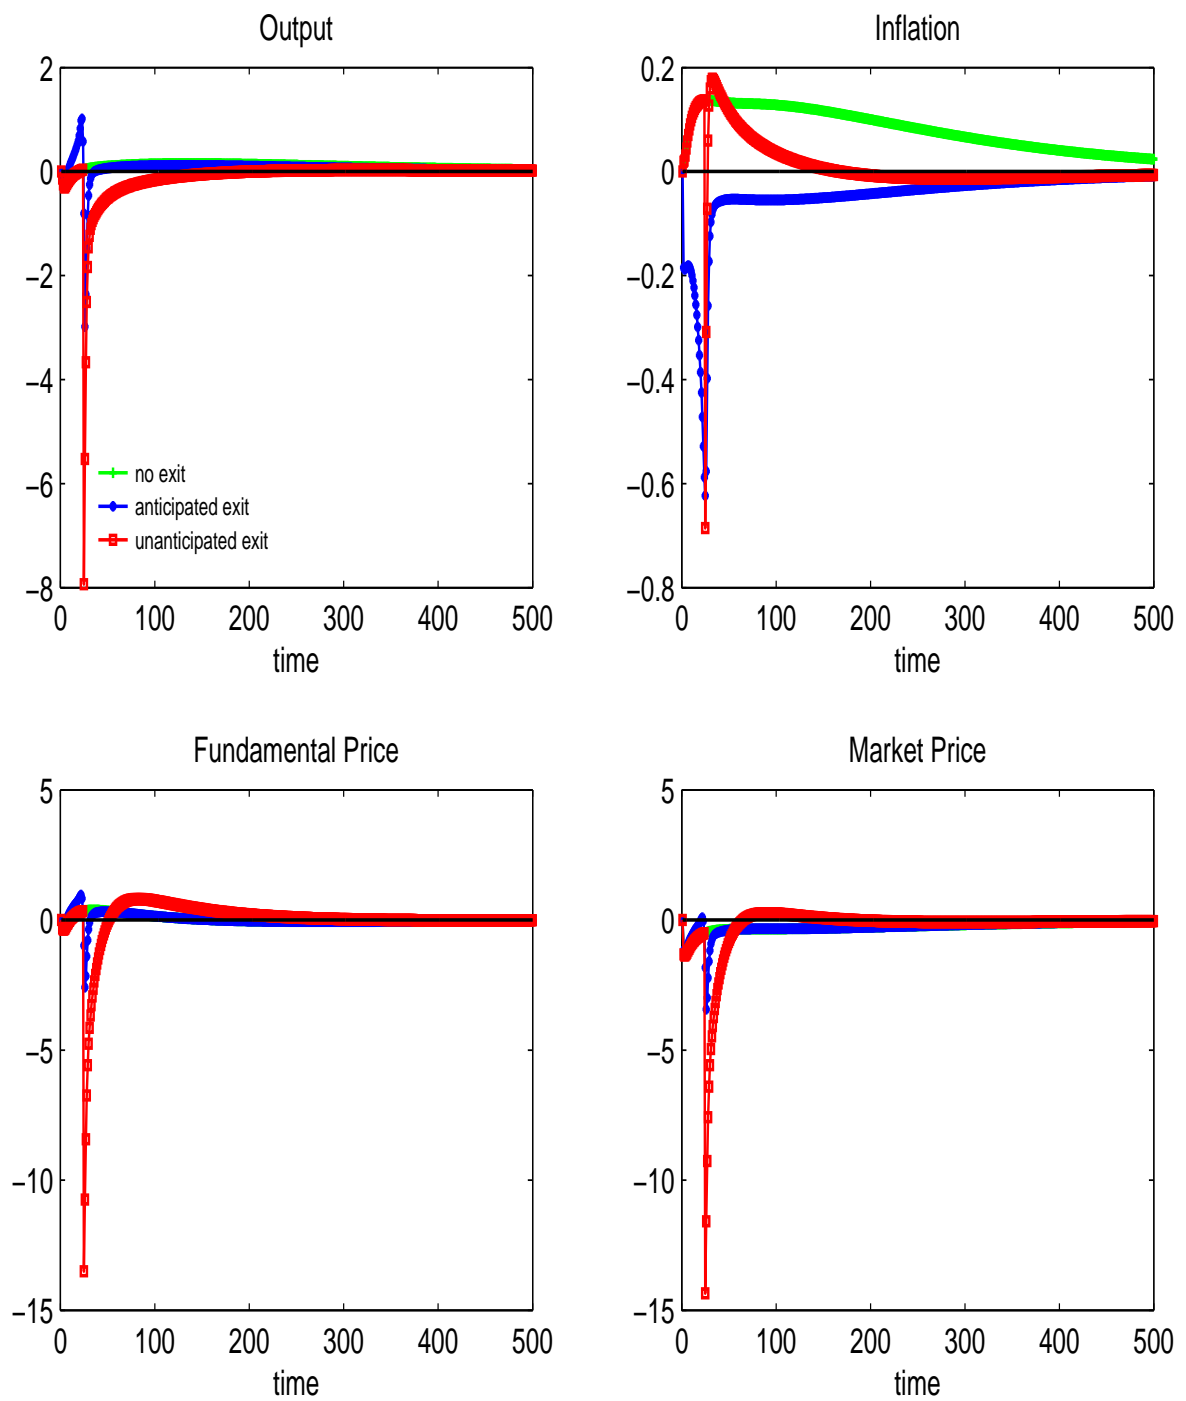 Output
2
0
−2
−4
−6
−8
no exit
anticipated exit
unanticipated exit
0 100 200 300 400 500
time
Inflation
0.2
0
−0.2
−0.4
−0.6
−0.8
0 100 200 300 400 500
time
Fundamental Price
5
0
−5
−10
−15
0 100 200 300 400 500
time
Market Price
5
0
−5
−10
−15
0 100 200 300 400 500
time